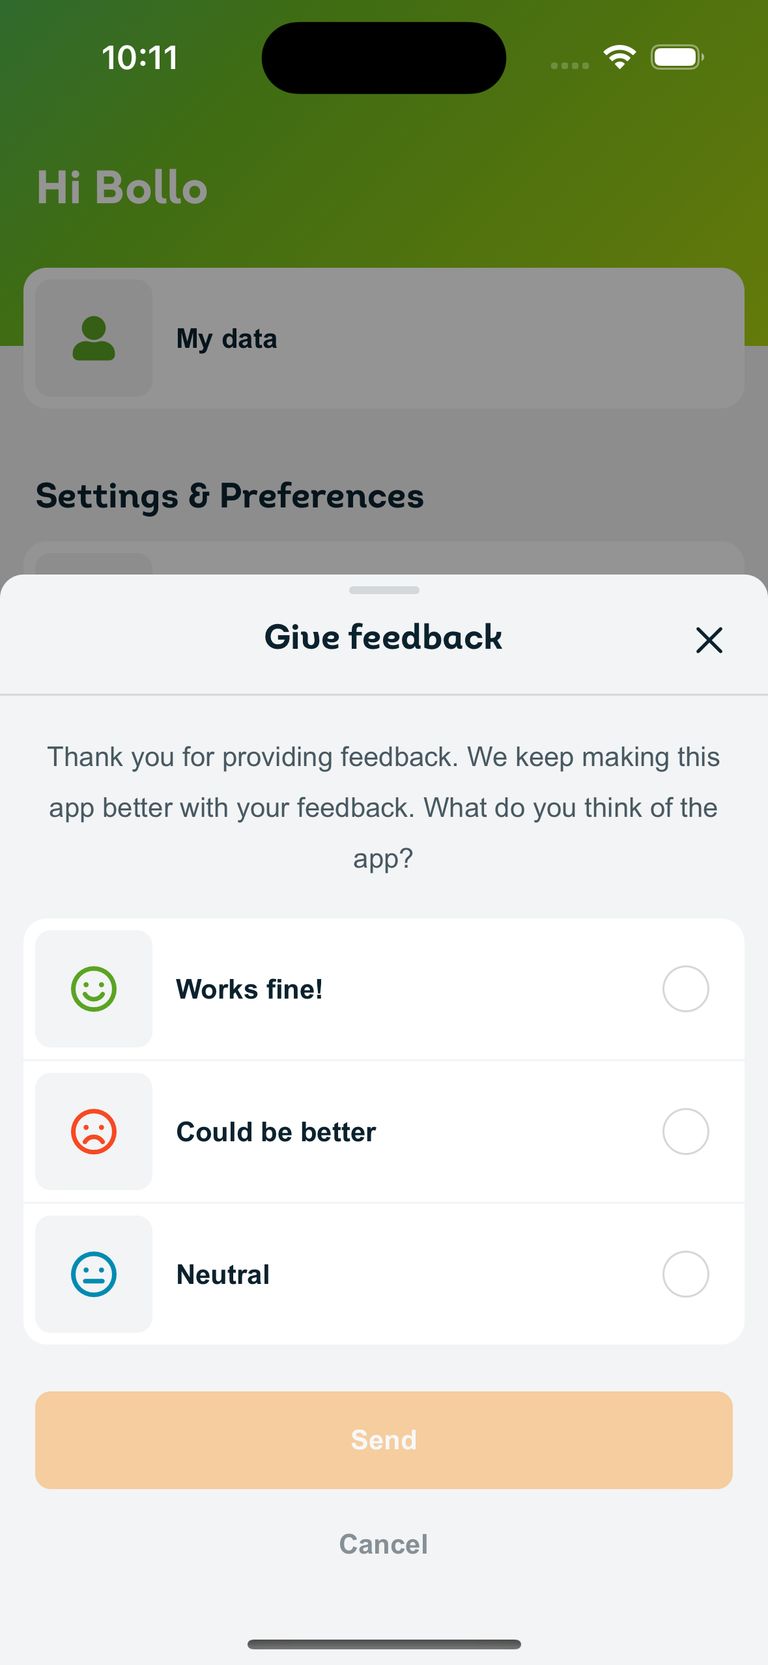 10:11
Hi Bollo
My data
Settings & Preferences
Give feedback
Thank you for providing feedback. We keep making this
app better with your feedback. What do you think of the
app?
Works fine!
Could be better
Neutral
Send
Cancel